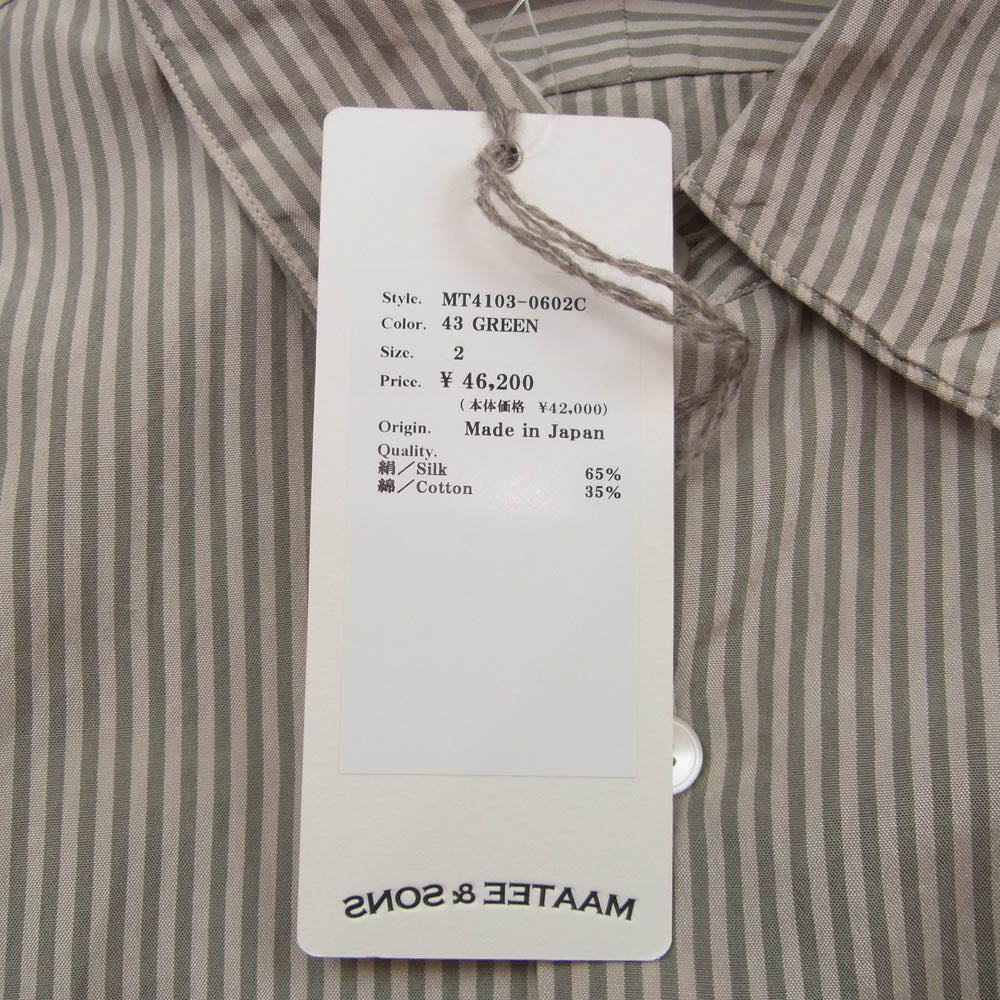 Style. MT4103-0602C
Color. 43 GREEN
Size. 2
Price. ¥ 46,200
(本体価格 ¥42,000)
Origin. Made in Japan
Quality.
絹/Silk 65%
綿/Cotton 35%
MAATEE & SONS